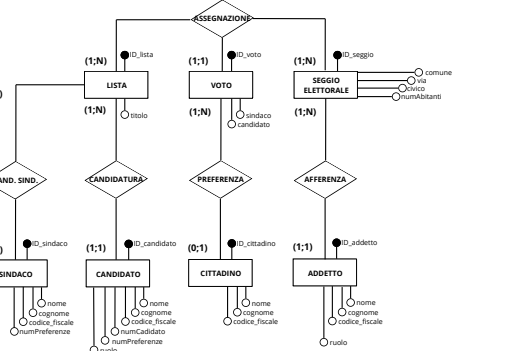 ASSEGNAZIONE
ID_lista
ID_voto
ID_seggio
(1;N)
(1;1)
(1;N)
comune
via
civico
numAbitanti
LISTA
VOTO
SEGGIO
ELETTORALE
)
(1;N)
(1;N)
(1;N)
titolo
sindaco
candidato
AND. SIND.
CANDIDATURA
PREFERENZA
AFFERENZA
)
ID_sindaco
(1;1)
ID_candidato
(0;1)
ID_cittadino
(1;1)
ID_addetto
SINDACO
CANDIDATO
CITTADINO
ADDETTO
nome
cognome
codice_fiscale
numPreferenze
nome
cognome
codice_fiscale
numCadidato
numPreferenze
ruolo
nome
cognome
codice_fiscale
nome
cognome
codice_fiscale
ruolo